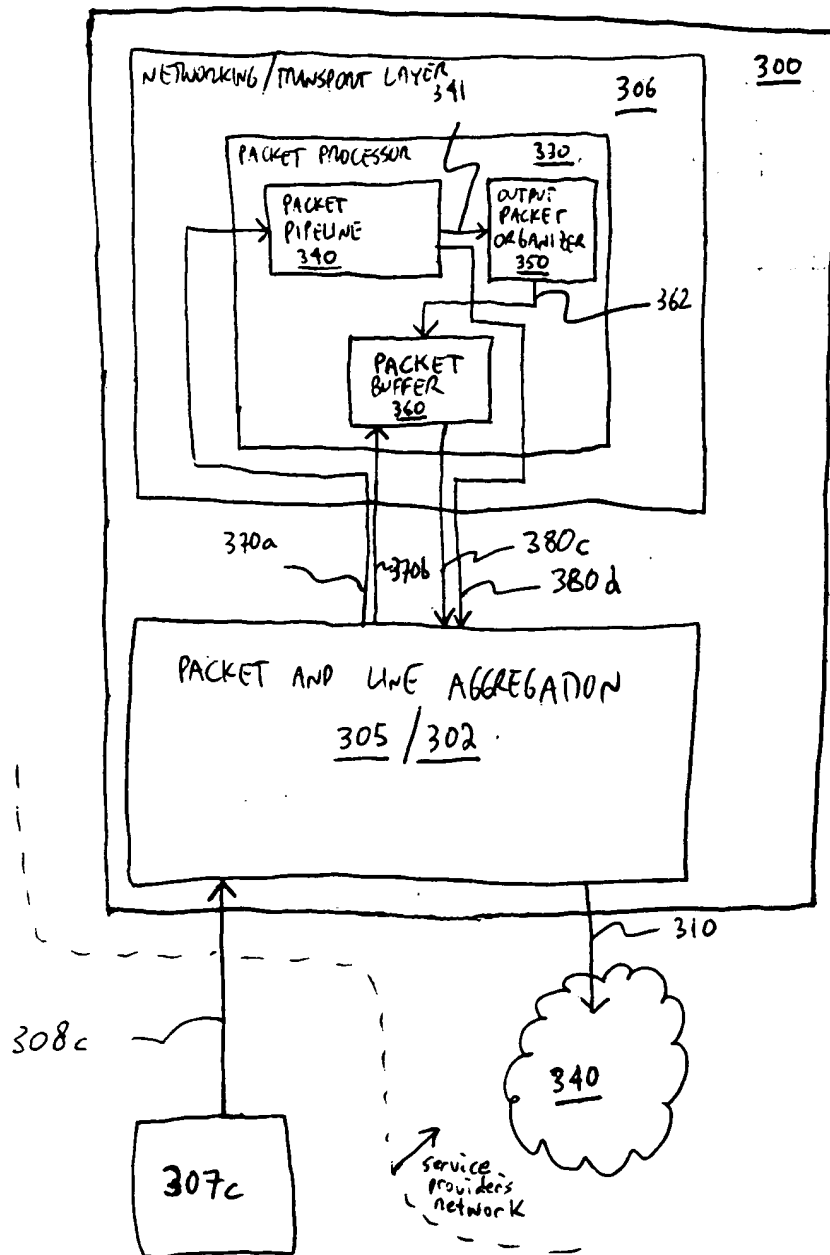 NETWORKING/TRANSPORT LAYER
341
306
300
PACKET PROCESSOR
330
PACKET
PIPELINE
340
OUTPUT
PACKET
ORGANIZER
350
362
PACKET
BUFFER
360
370a
370b
380c
380d
PACKET AND LINE AGGREGATION
305/302
310
308c
340
307c
service
providers
network